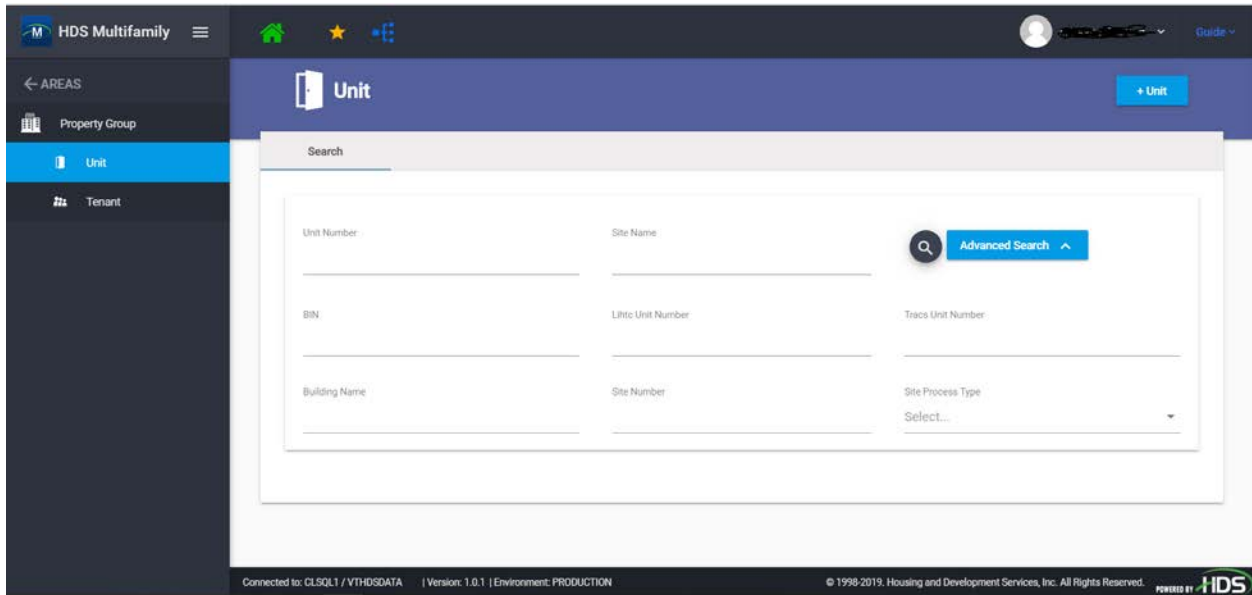 M HDS Multifamily
Guide
AREAS
Unit
+ Unit
Property Group
Search
Unit
Tenant
Unit Number
Site Name
Advanced Search
BIN
Lihtc Unit Number
Tracs Unit Number
Building Name
Site Number
Site Process Type
Select...
Connected to: CLSQL1 / VTHDSDATA | Version: 1.0.1 | Environment: PRODUCTION
© 1998-2019. Housing and Development Services, Inc. All Rights Reserved. POWERED BY HDS